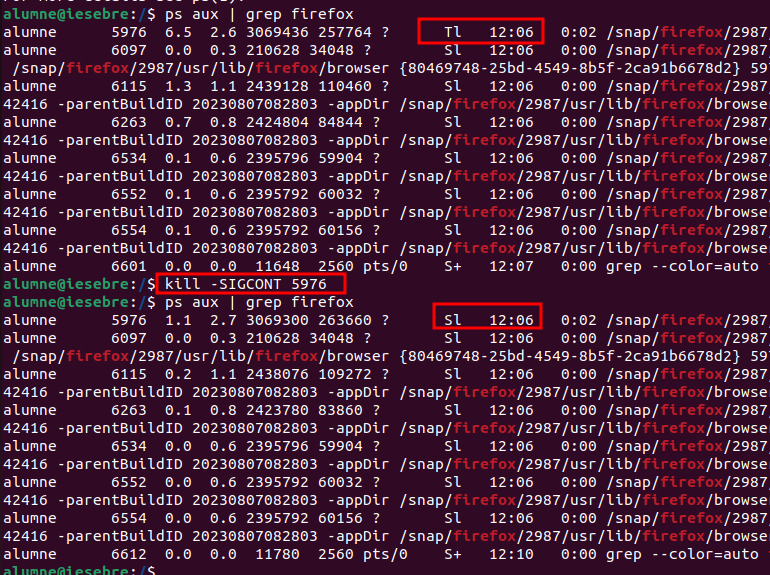 alumne@iesebre:/$ ps aux | grep firefox
alumne 5976 6.5 2.6 3069436 257764 ? Tl 12:06 0:02 /snap/firefox/2987/
alumne 6097 0.0 0.3 210628 34048 ? Sl 12:06 0:00 /snap/firefox/2987/
/snap/firefox/2987/usr/lib/firefox/browser {80469748-25bd-4549-8b5f-2ca91b6678d2} 597
alumne 6115 1.3 1.1 2439128 110460 ? Sl 12:06 0:00 /snap/firefox/2987/
42416 -parentBuildID 20230807082803 -appDir /snap/firefox/2987/usr/lib/firefox/browse
alumne 6263 0.7 0.8 2424804 84844 ? Sl 12:06 0:00 /snap/firefox/2987/
42416 -parentBuildID 20230807082803 -appDir /snap/firefox/2987/usr/lib/firefox/browse
alumne 6534 0.1 0.6 2395796 59904 ? Sl 12:06 0:00 /snap/firefox/2987/
42416 -parentBuildID 20230807082803 -appDir /snap/firefox/2987/usr/lib/firefox/browse
alumne 6552 0.1 0.6 2395792 60032 ? Sl 12:06 0:00 /snap/firefox/2987/
42416 -parentBuildID 20230807082803 -appDir /snap/firefox/2987/usr/lib/firefox/browse
alumne 6554 0.1 0.6 2395792 60156 ? Sl 12:06 0:00 /snap/firefox/2987/
42416 -parentBuildID 20230807082803 -appDir /snap/firefox/2987/usr/lib/firefox/browse
alumne 6601 0.0 0.0 11648 2560 pts/0 S+ 12:07 0:00 grep --color=auto
alumne@iesebre:/$ kill -SIGCONT 5976
alumne@iesebre:/$ ps aux | grep firefox
alumne 5976 1.1 2.7 3069300 263660 ? Sl 12:06 0:02 /snap/firefox/2987/
alumne 6097 0.0 0.3 210628 34048 ? Sl 12:06 0:00 /snap/firefox/2987/
/snap/firefox/2987/usr/lib/firefox/browser {80469748-25bd-4549-8b5f-2ca91b6678d2} 597
alumne 6115 0.2 1.1 2438076 109272 ? Sl 12:06 0:00 /snap/firefox/2987/
42416 -parentBuildID 20230807082803 -appDir /snap/firefox/2987/usr/lib/firefox/browse
alumne 6263 0.1 0.8 2423780 83860 ? Sl 12:06 0:00 /snap/firefox/2987/
42416 -parentBuildID 20230807082803 -appDir /snap/firefox/2987/usr/lib/firefox/browse
alumne 6534 0.0 0.6 2395796 59904 ? Sl 12:06 0:00 /snap/firefox/2987/
42416 -parentBuildID 20230807082803 -appDir /snap/firefox/2987/usr/lib/firefox/browse
alumne 6552 0.0 0.6 2395792 60032 ? Sl 12:06 0:00 /snap/firefox/2987/
42416 -parentBuildID 20230807082803 -appDir /snap/firefox/2987/usr/lib/firefox/browse
alumne 6554 0.0 0.6 2395792 60156 ? Sl 12:06 0:00 /snap/firefox/2987/
42416 -parentBuildID 20230807082803 -appDir /snap/firefox/2987/usr/lib/firefox/browse
alumne 6612 0.0 0.0 11780 2560 pts/0 S+ 12:10 0:00 grep --color=auto
alumne@iesebre:/$